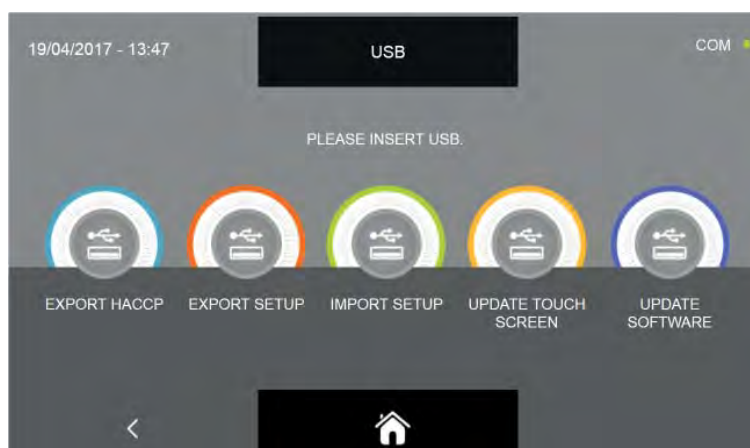 19/04/2017 - 13:47
USB
COM
PLEASE INSERT USB.
EXPORT HACCP
EXPORT SETUP
IMPORT SETUP
UPDATE TOUCH
SCREEN
UPDATE
SOFTWARE